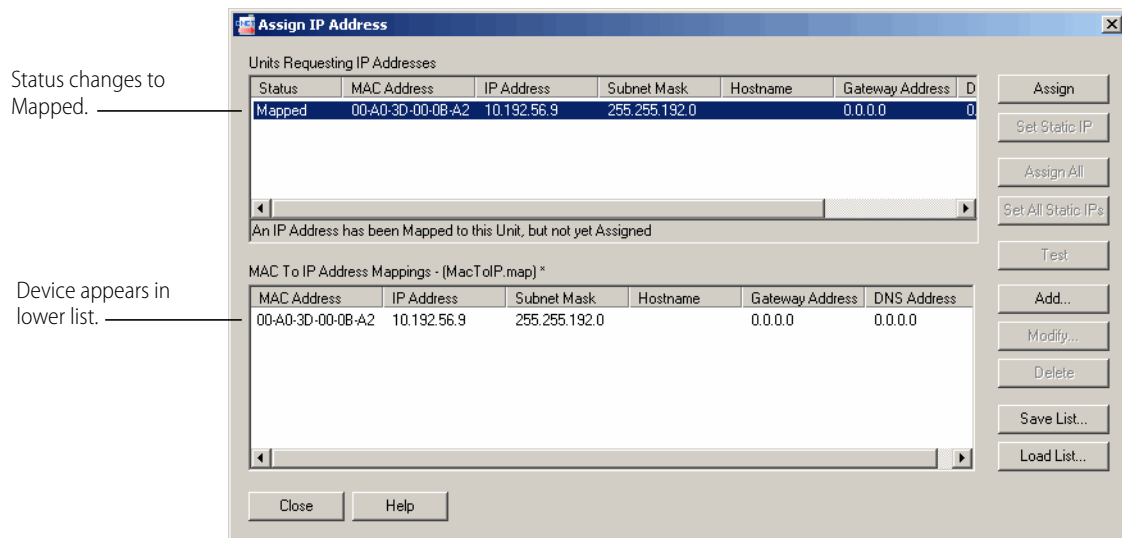 Assign IP Address
Units Requesting IP Addresses
Status changes to
Mapped.
Status MAC Address IP Address Subnet Mask Hostname Gateway Address D
Mapped 00-A0-3D-00-0B-A2 10.192.56.9 255.255.192.0 0.0.0.0 0.
An IP Address has been Mapped to this Unit, but not yet Assigned
Assign
Set Static IP
Assign All
Set All Static IPs
Test
MAC To IP Address Mappings - (MacToIP.map) *
Device appears in
lower list.
MAC Address IP Address Subnet Mask Hostname Gateway Address DNS Address
00-A0-3D-00-0B-A2 10.192.56.9 255.255.192.0 0.0.0.0 0.0.0.0
Add...
Modify...
Delete
Save List...
Load List...
Close Help